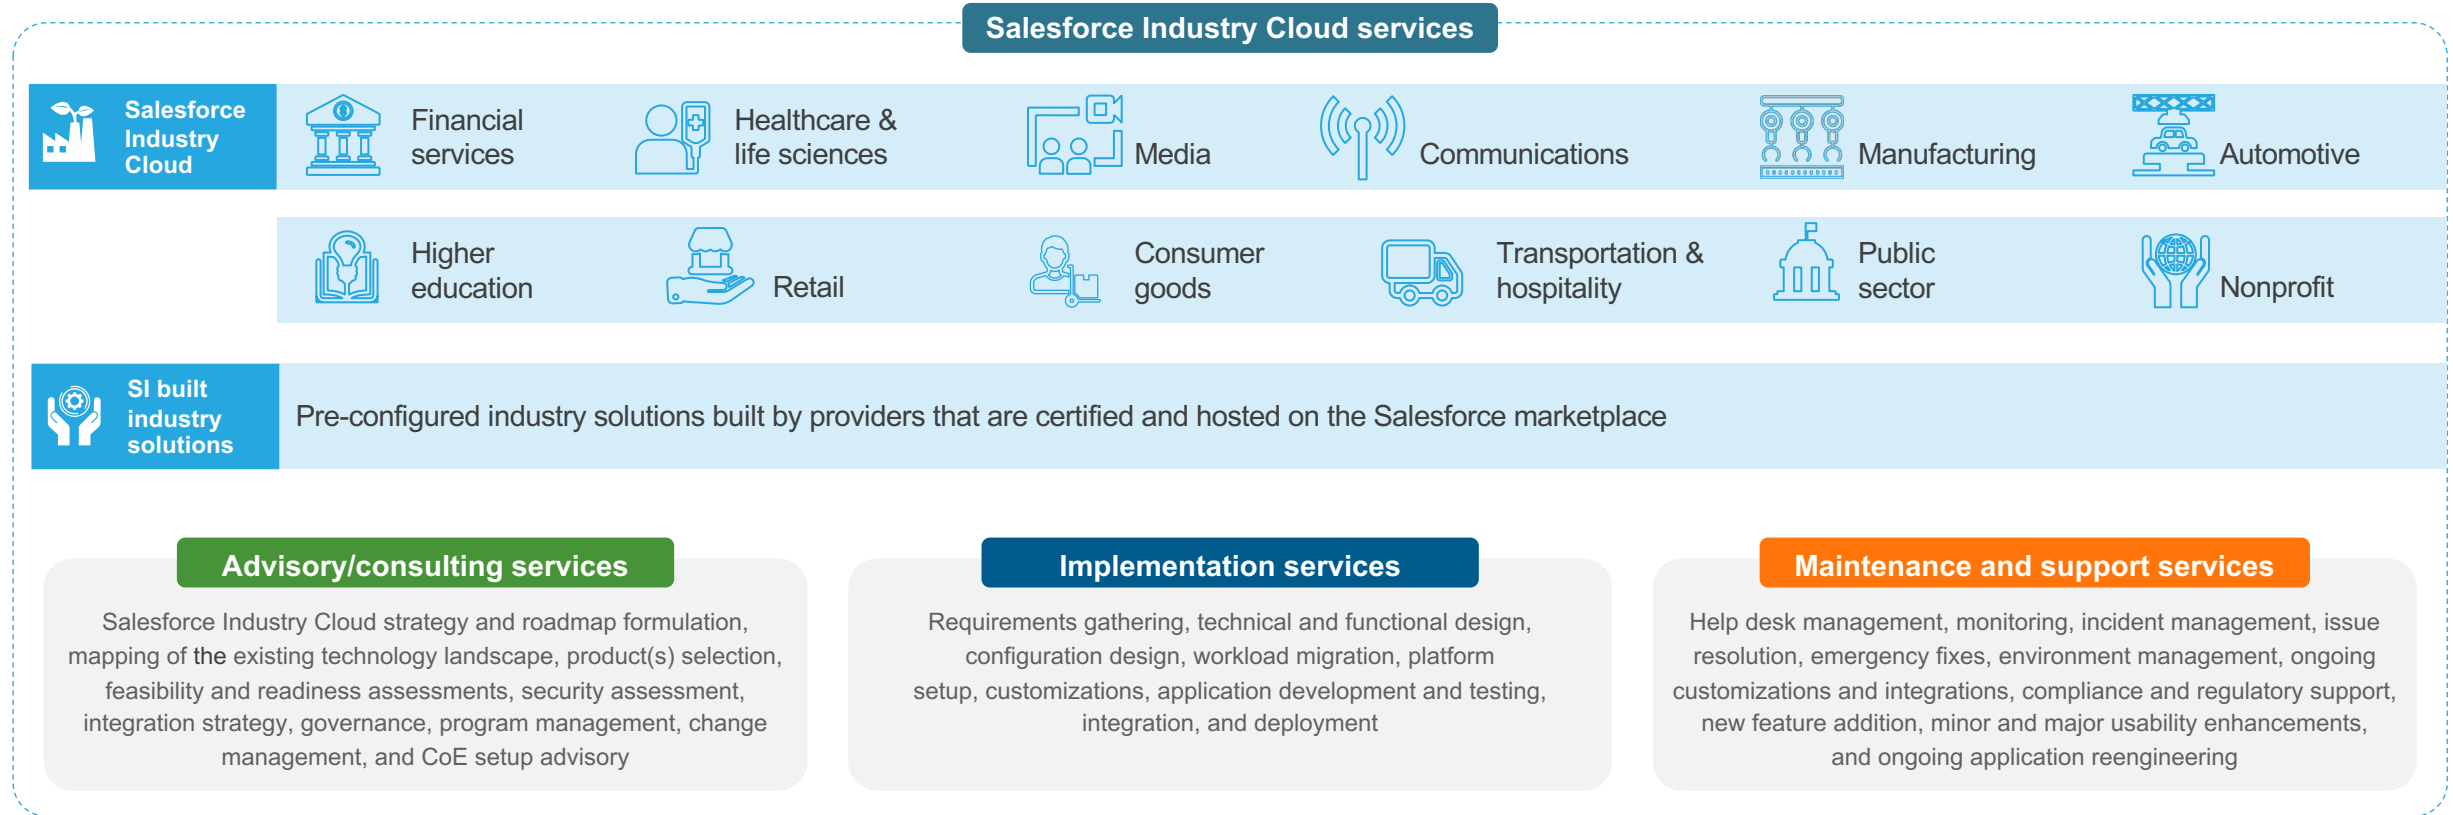 Salesforce Industry Cloud services
Salesforce
Industry
Cloud
Financial
services
Healthcare &
life sciences
Media
Communications
Manufacturing
Automotive
Higher
education
Retail
Consumer
goods
Transportation &
hospitality
Public
sector
Nonprofit
SI built
industry
solutions
Pre-configured industry solutions built by providers that are certified and hosted on the Salesforce marketplace
Advisory/consulting services
Salesforce Industry Cloud strategy and roadmap formulation,
mapping of the existing technology landscape, product(s) selection,
feasibility and readiness assessments, security assessment,
integration strategy, governance, program management, change
management, and CoE setup advisory
Implementation services
Requirements gathering, technical and functional design,
configuration design, workload migration, platform
setup, customizations, application development and testing,
integration, and deployment
Maintenance and support services
Help desk management, monitoring, incident management, issue
resolution, emergency fixes, environment management, ongoing
customizations and integrations, compliance and regulatory support,
new feature addition, minor and major usability enhancements,
and ongoing application reengineering